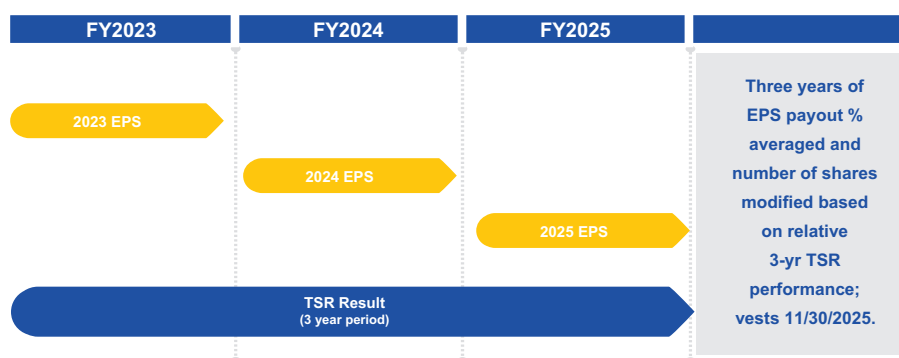 FY2023
FY2024
FY2025
2023 EPS
2024 EPS
2025 EPS
TSR Result
(3 year period)
Three years of
EPS payout %
averaged and
number of shares
modified based
on relative
3-yr TSR
performance;
vests 11/30/2025.